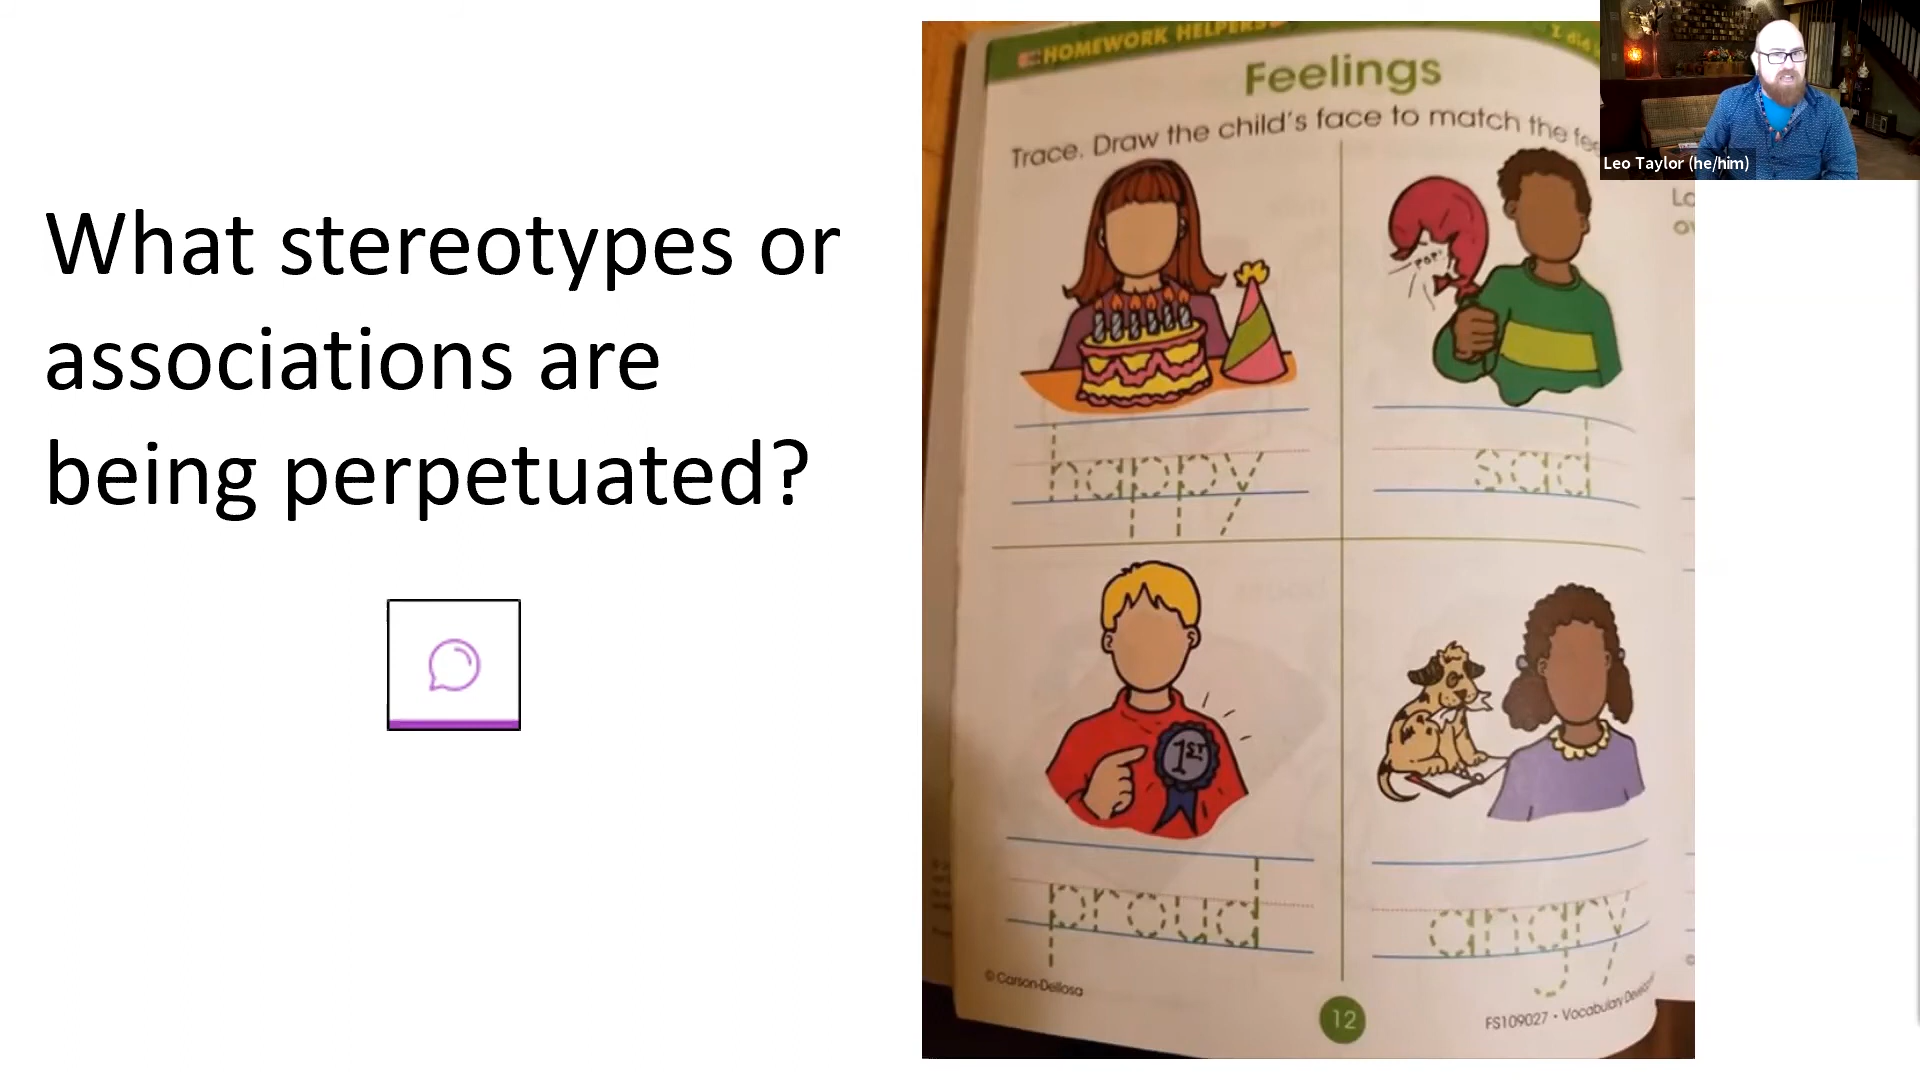 What stereotypes or
associations are
being perpetuated?
HOMEWORK HELPERS
I did
Feelings
Trace. Draw the child's face to match the
POP!
happy
sad
1ST
proud
angry
© Carson-Dellosa
12
FS109027 • Vocabulary
Leo Taylor (he/him)